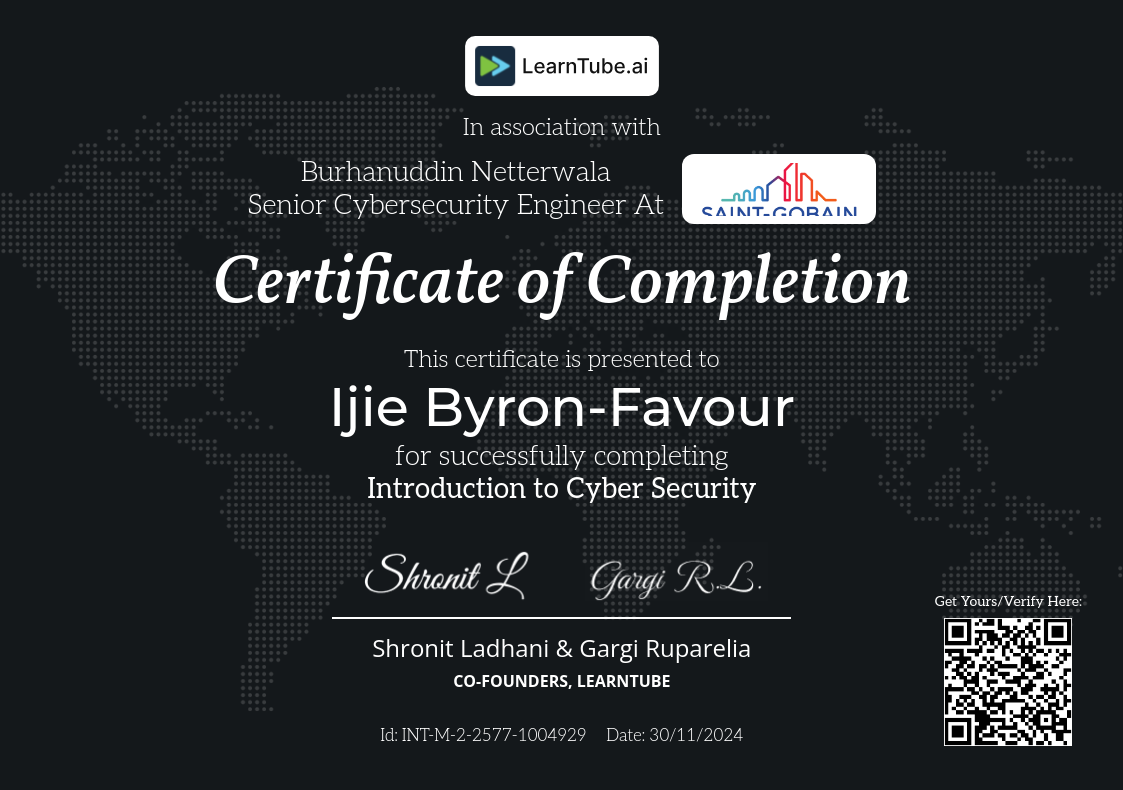 LearnTube.ai
In association with
Burhanuddin Netterwala
Senior Cybersecurity Engineer At
SAINT-GOBAIN
Certificate of Completion
This certificate is presented to
Ijie Byron-Favour
for successfully completing
Introduction to Cyber Security
Shronit L
Gargi R.L.
Shronit Ladhani & Gargi Ruparelia
CO-FOUNDERS, LEARNTUBE
Get Yours/Verify Here:
Id: INT-M-2-2577-1004929 Date: 30/11/2024